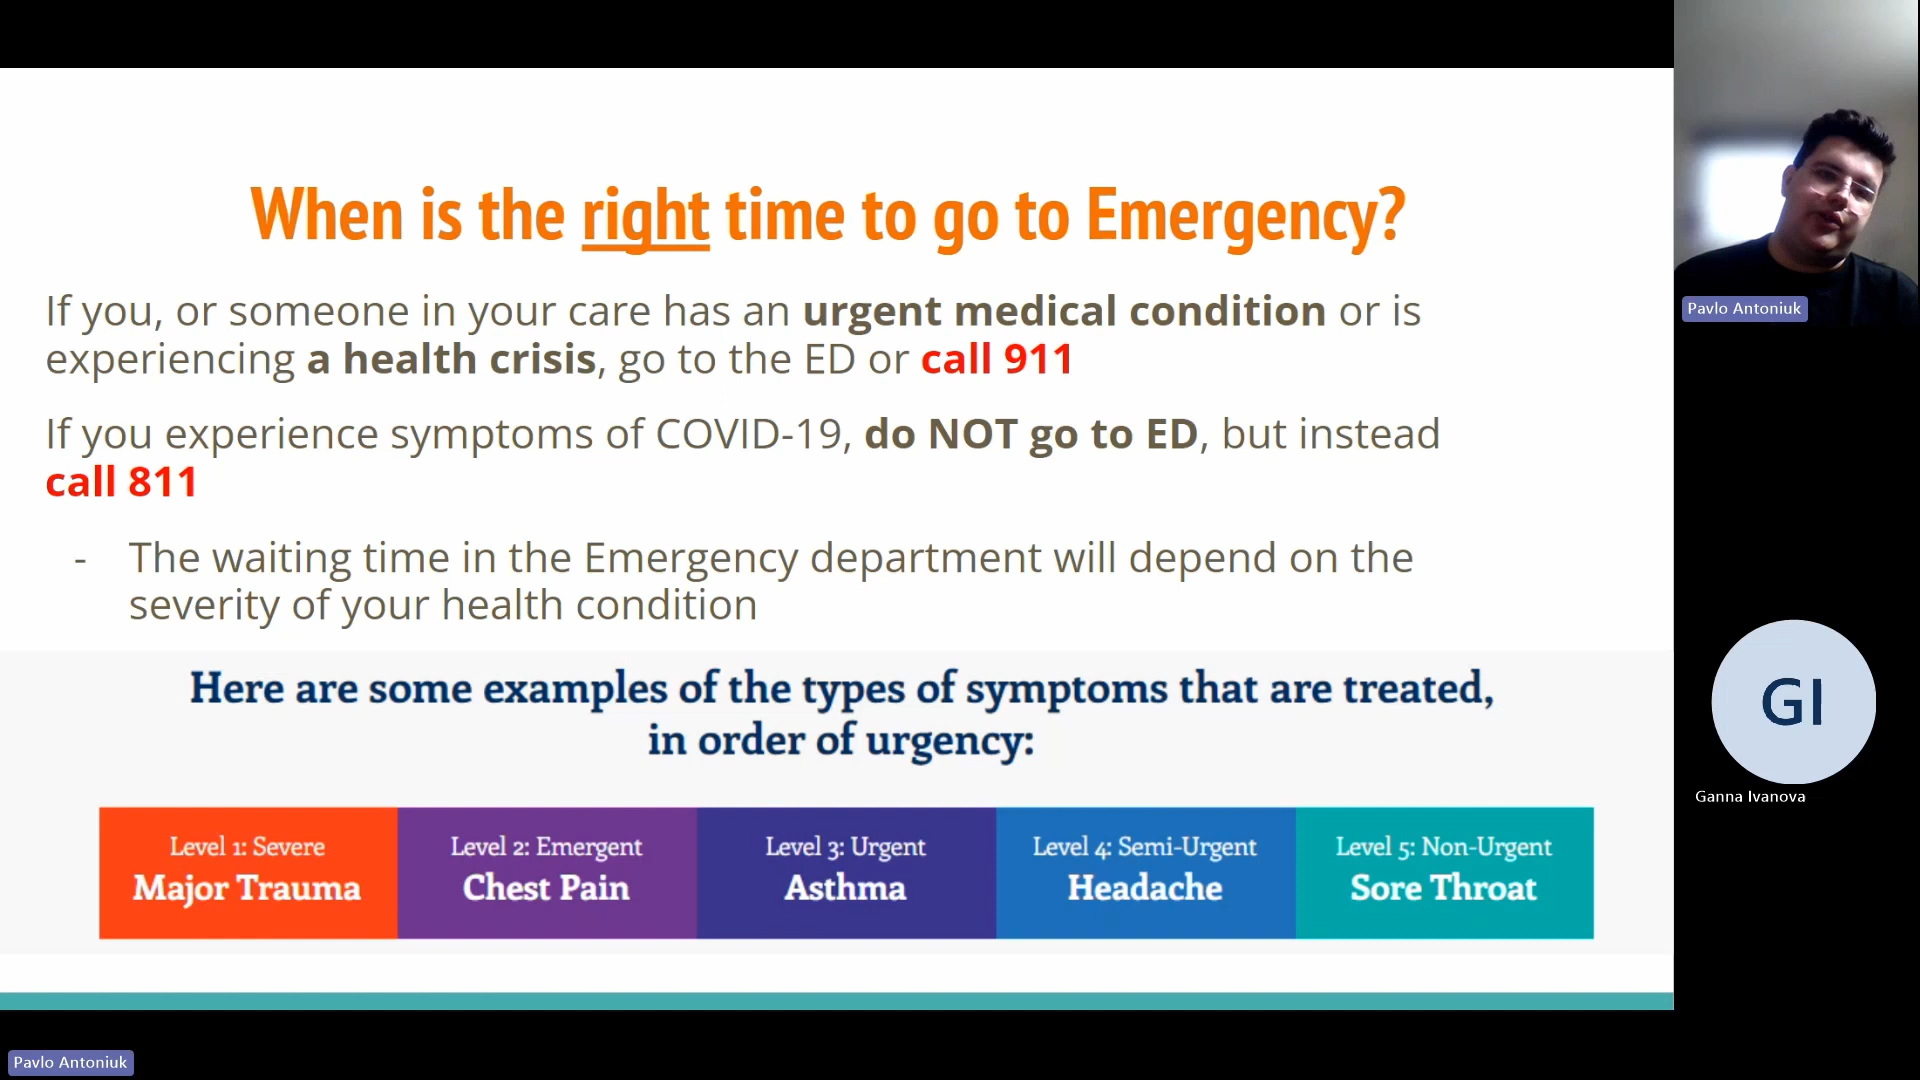 When is the right time to go to Emergency?
If you, or someone in your care has an urgent medical condition or is
experiencing a health crisis, go to the ED or call 911
If you experience symptoms of COVID-19, do NOT go to ED, but instead
call 811
- The waiting time in the Emergency department will depend on the
severity of your health condition
Here are some examples of the types of symptoms that are treated,
in order of urgency:
Level 1: Severe
Major Trauma
Level 2: Emergent
Chest Pain
Level 3: Urgent
Asthma
Level 4: Semi-Urgent
Headache
Level 5: Non-Urgent
Sore Throat
Pavlo Antoniuk
GI
Ganna Ivanova
Pavlo Antoniuk